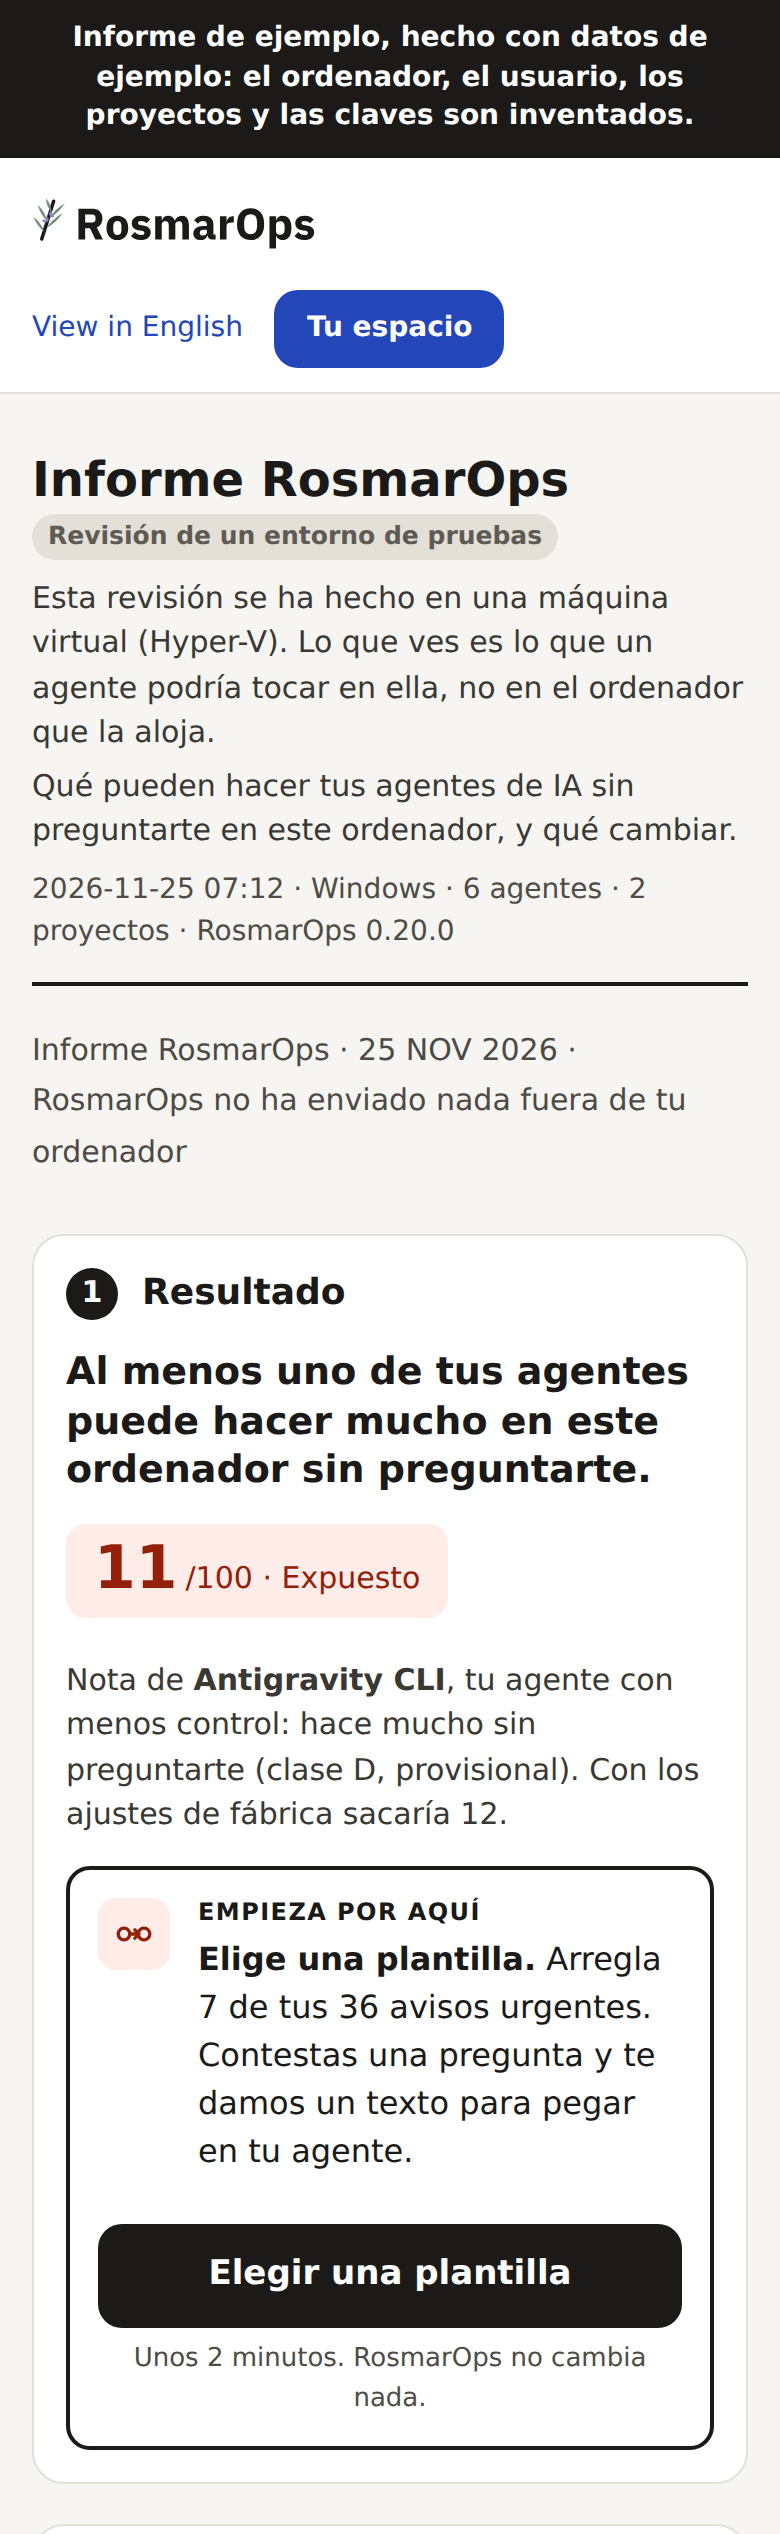 Informe de ejemplo, hecho con datos de
ejemplo: el ordenador, el usuario, los
proyectos y las claves son inventados.
RosmarOps
View in English
Tu espacio
Informe RosmarOps
Revisión de un entorno de pruebas
Esta revisión se ha hecho en una máquina
virtual (Hyper-V). Lo que ves es lo que un
agente podría tocar en ella, no en el ordenador
que la aloja.
Qué pueden hacer tus agentes de IA sin
preguntarte en este ordenador, y qué cambiar.
2026-11-25 07:12 · Windows · 6 agentes · 2
proyectos · RosmarOps 0.20.0
Informe RosmarOps · 25 NOV 2026 ·
RosmarOps no ha enviado nada fuera de tu
ordenador
1 Resultado
Al menos uno de tus agentes
puede hacer mucho en este
ordenador sin preguntarte.
11 /100 · Expuesto
Nota de Antigravity CLI, tu agente con
menos control: hace mucho sin
preguntarte (clase D, provisional). Con los
ajustes de fábrica sacaría 12.
EMPIEZA POR AQUÍ
Elige una plantilla. Arregla
7 de tus 36 avisos urgentes.
Contestas una pregunta y te
damos un texto para pegar
en tu agente.
Elegir una plantilla
Unos 2 minutos. RosmarOps no cambia
nada.